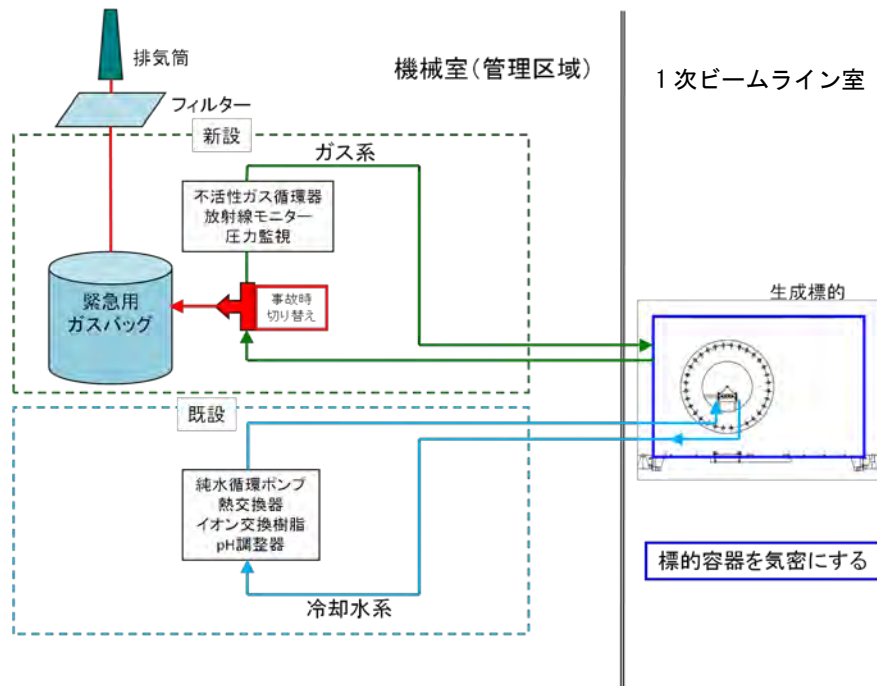 排気筒
機械室(管理区域)
1次ビームライン室
フィルター
新設
ガス系
不活性ガス循環器
放射線モニター
圧力監視
緊急用
ガスバッグ
事故時
切り替え
生成標的
既設
純水循環ポンプ
熱交換器
イオン交換樹脂
pH調整器
冷却水系
標的容器を気密にする